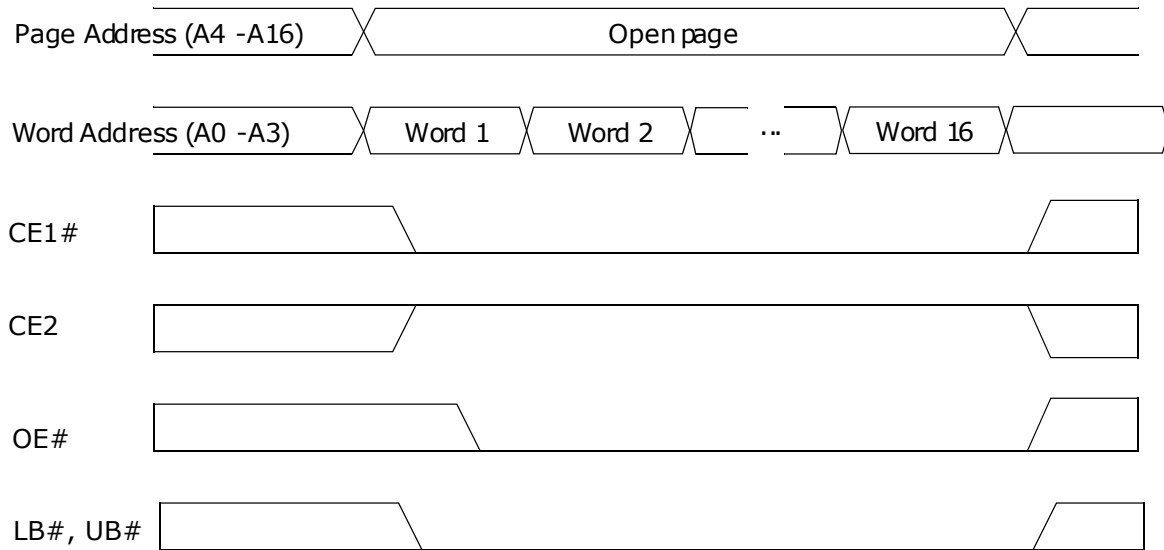 Page Address (A4 -A16) Open page
Word Address (A0 -A3) Word 1 Word 2 ... Word 16
CE1#
CE2
OE#
LB#, UB#